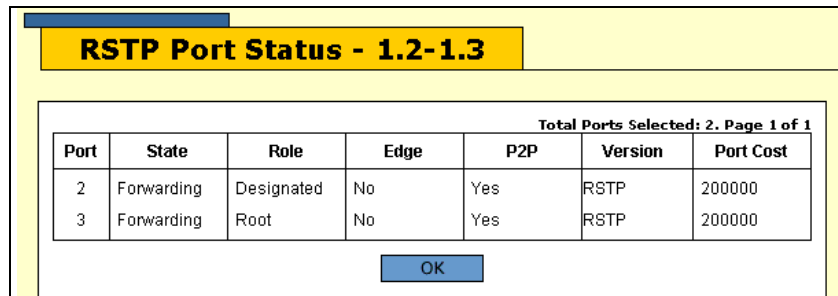 RSTP Port Status - 1.2-1.3
Total Ports Selected: 2. Page 1 of 1
Port State Role Edge P2P Version Port Cost
2 Forwarding Designated No Yes RSTP 200000
3 Forwarding Root No Yes RSTP 200000
OK